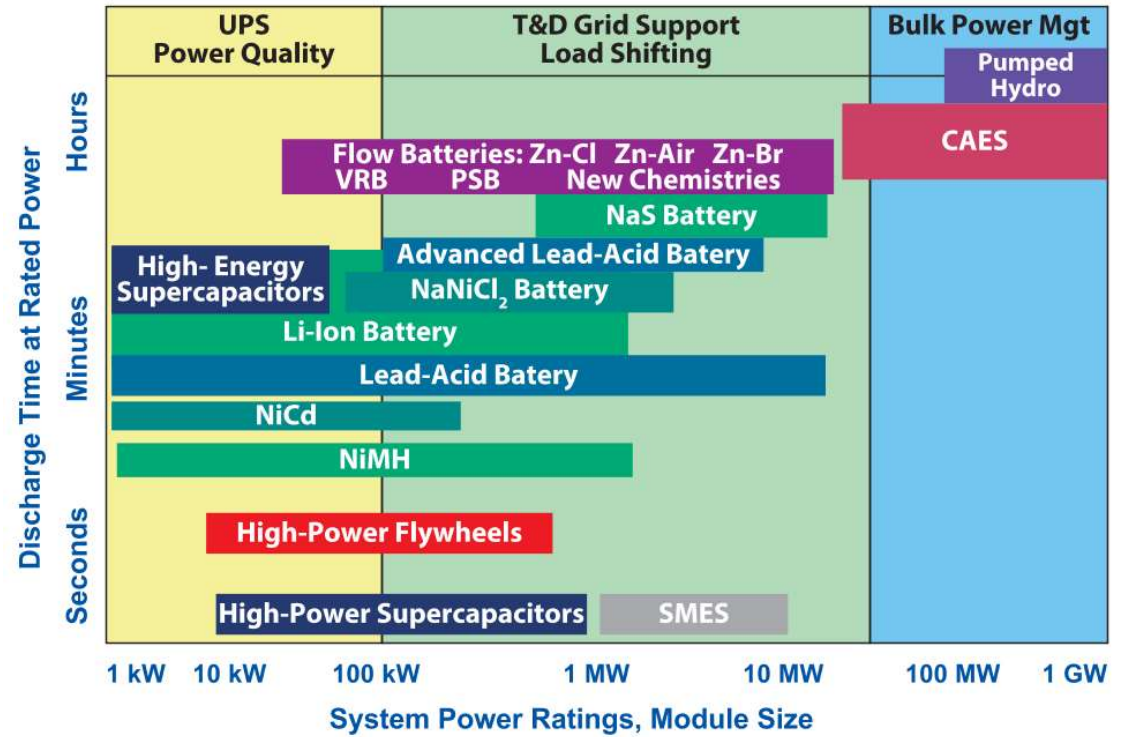 UPS
Power Quality
T&D Grid Support
Load Shifting
Bulk Power Mgt
Pumped
Hydro
CAES
Flow Batteries: Zn-Cl Zn-Air Zn-Br
VRB PSB New Chemistries
NaS Battery
Advanced Lead-Acid Batery
High- Energy
Supercapacitors
NaNiCl₂ Battery
Li-Ion Battery
Lead-Acid Batery
NiCd
NiMH
High-Power Flywheels
High-Power Supercapacitors
SMES
Discharge Time at Rated Power
Hours
Minutes
Seconds
1 kW 10 kW 100 kW 1 MW 10 MW 100 MW 1 GW
System Power Ratings, Module Size